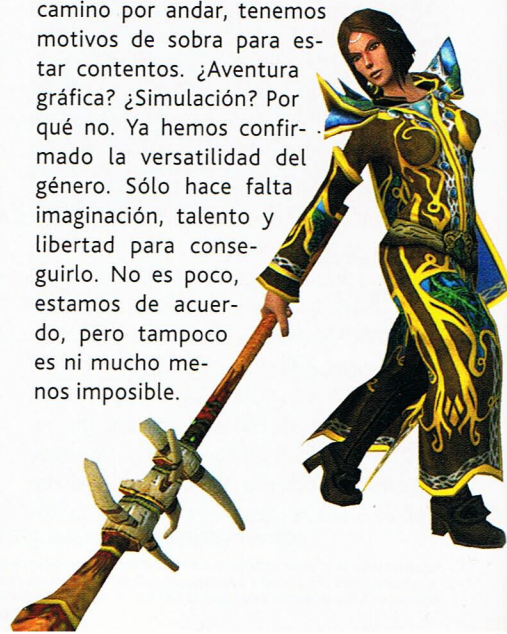 camino por andar, tenemos
motivos de sobra para es-
tar contentos. ¿Aventura
gráfica? ¿Simulación? Por
qué no. Ya hemos confir-
mado la versatilidad del
género. Sólo hace falta
imaginación, talento y
libertad para conse-
guirlo. No es poco,
estamos de acuer-
do, pero tampoco
es ni mucho me-
nos imposible.